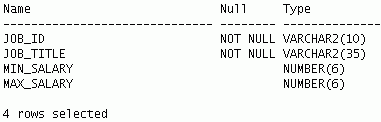 Name                           Null     Type
------------------------------ -------- ------------
JOB_ID                         NOT NULL VARCHAR2(10)
JOB_TITLE                      NOT NULL VARCHAR2(35)
MIN_SALARY                              NUMBER(6)
MAX_SALARY                              NUMBER(6)
4 rows selected